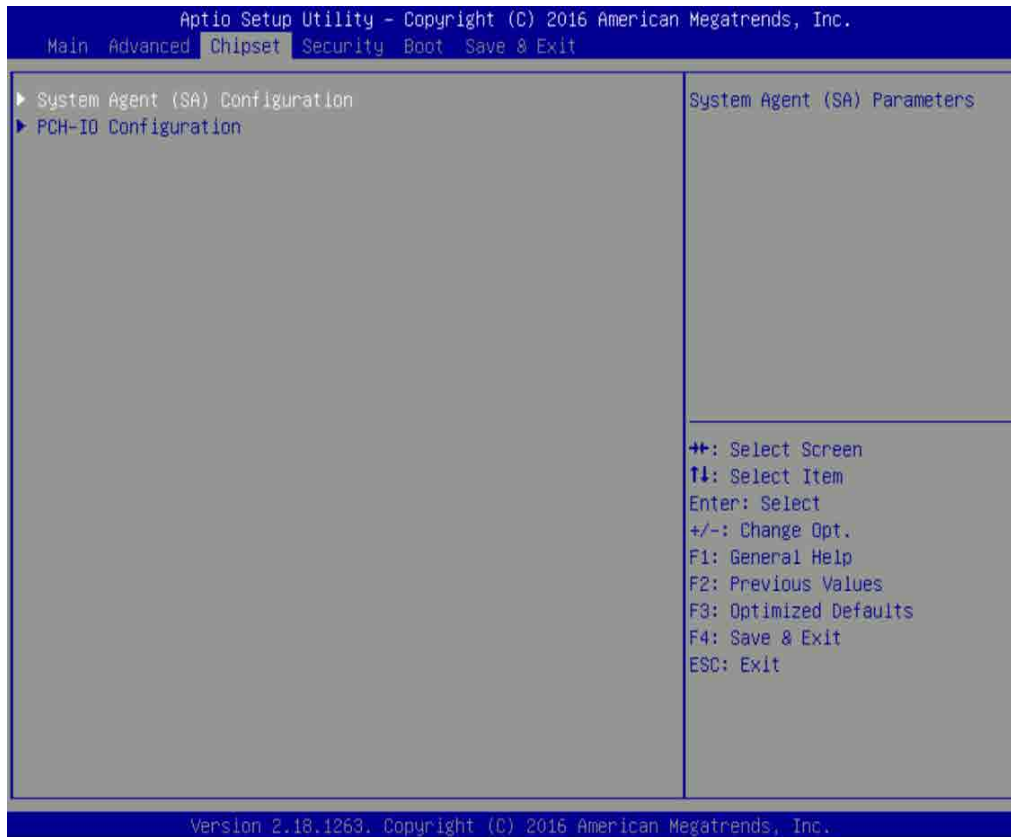 Aptio Setup Utility – Copyright (C) 2016 American Megatrends, Inc.
Main Advanced Chipset Security Boot Save & Exit
▶ System Agent (SA) Configuration
▶ PCH-IO Configuration
System Agent (SA) Parameters
→←: Select Screen
↑↓: Select Item
Enter: Select
+/-: Change Opt.
F1: General Help
F2: Previous Values
F3: Optimized Defaults
F4: Save & Exit
ESC: Exit
Version 2.18.1263. Copyright (C) 2016 American Megatrends, Inc.